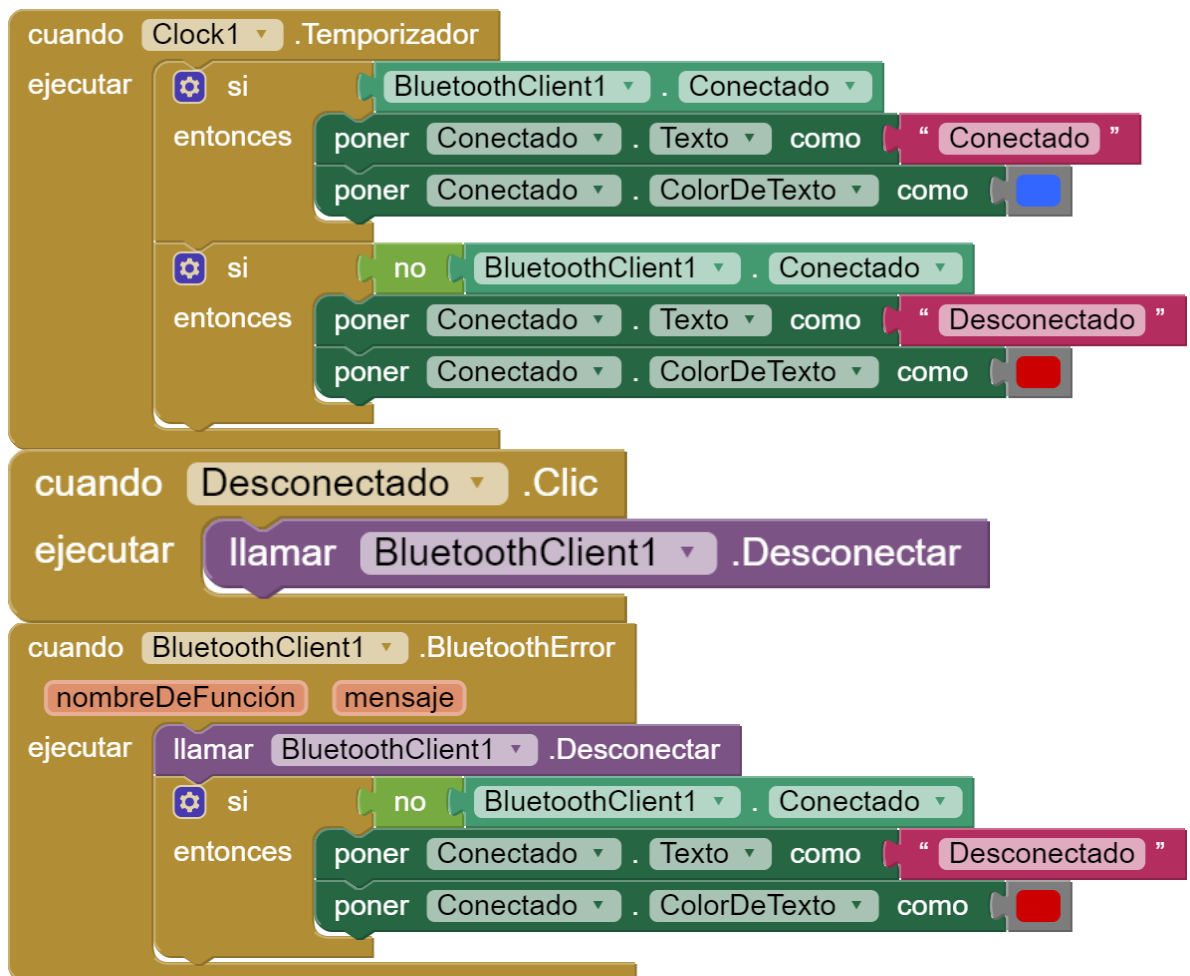 cuando Clock1 .Temporizador
ejecutar si BluetoothClient1 . Conectado
entonces poner Conectado . Texto como “ Conectado ”
poner Conectado . ColorDeTexto como
si no BluetoothClient1 . Conectado
entonces poner Conectado . Texto como “ Desconectado ”
poner Conectado . ColorDeTexto como
cuando Desconectado .Clic
ejecutar llamar BluetoothClient1 .Desconectar
cuando BluetoothClient1 .BluetoothError
nombreDeFunción mensaje
ejecutar llamar BluetoothClient1 .Desconectar
si no BluetoothClient1 . Conectado
entonces poner Conectado . Texto como “ Desconectado ”
poner Conectado . ColorDeTexto como